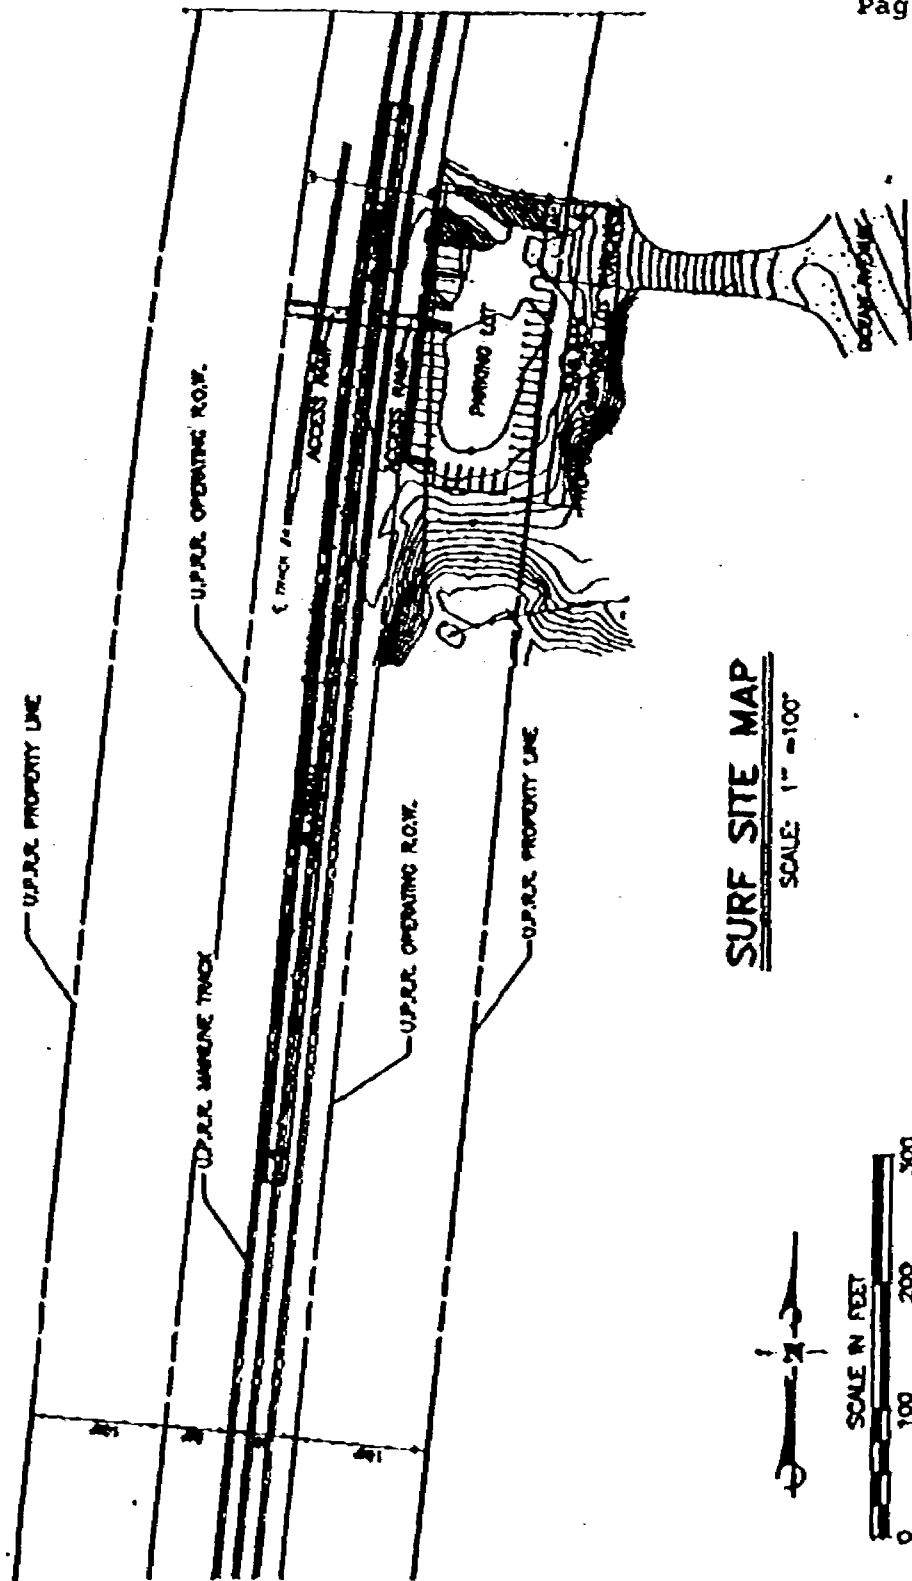 Pag
U.P.R.R. PROPERTY LINE
U.P.R.R. OPERATING R.O.W.
U.P.R.R. MAINLINE TRACK
ACCESS RAMP
ACCESS RAMP
PARKING LOT
U.P.R.R. OPERATING R.O.W.
U.P.R.R. PROPERTY LINE
SURF SITE MAP
SCALE: 1" =100'
SCALE IN FEET
0 100 200 300